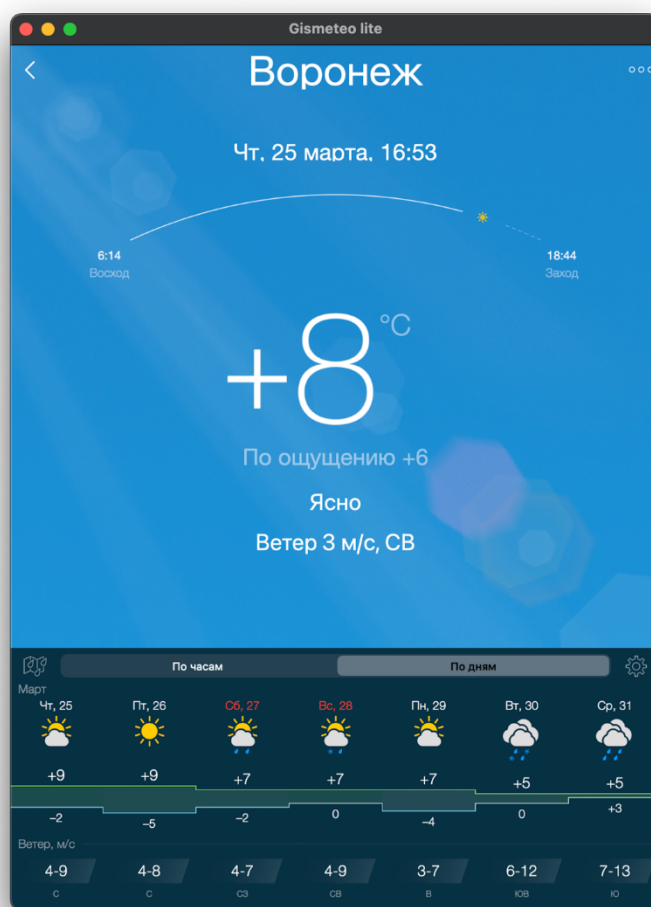 Gismeteo lite
Воронеж
Чт, 25 марта, 16:53
6:14
Восход
18:44
Заход
+8 °C
По ощущению +6
Ясно
Ветер 3 м/с, СВ
По часам По дням
Март
Чт, 25 Пт, 26 Сб, 27 Вс, 28 Пн, 29 Вт, 30 Ср, 31
+9 +9 +7 +7 +7 +5 +5
−2 −5 −2 0 −4 0 +3
Ветер, м/с
4-9 4-8 4-7 4-9 3-7 6-12 7-13
С С СЗ СВ В ЮВ Ю